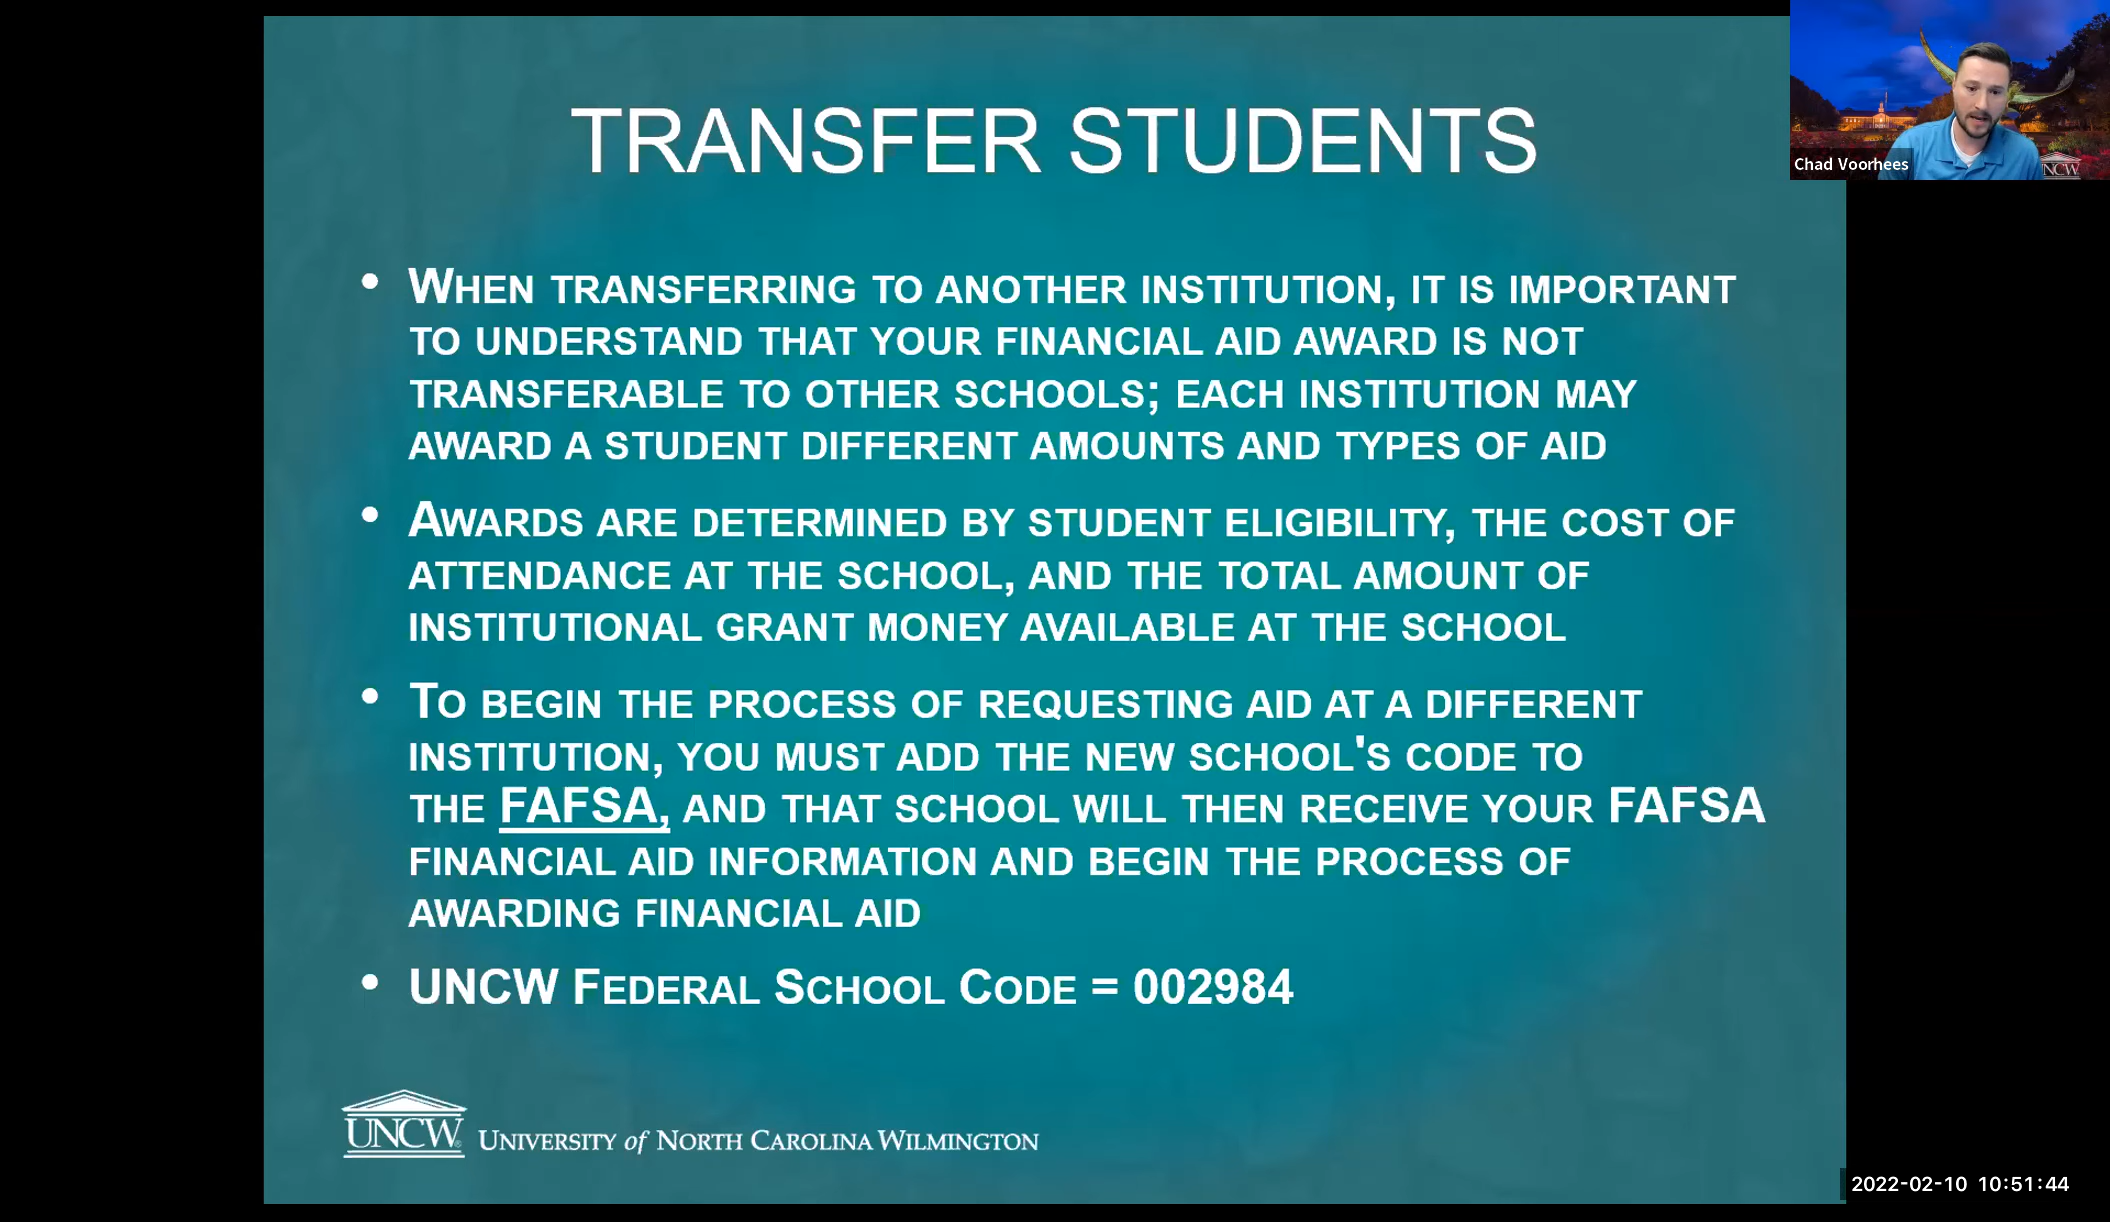 TRANSFER STUDENTS
Chad Voorhees
UNCW
• WHEN TRANSFERRING TO ANOTHER INSTITUTION, IT IS IMPORTANT
TO UNDERSTAND THAT YOUR FINANCIAL AID AWARD IS NOT
TRANSFERABLE TO OTHER SCHOOLS; EACH INSTITUTION MAY
AWARD A STUDENT DIFFERENT AMOUNTS AND TYPES OF AID
• AWARDS ARE DETERMINED BY STUDENT ELIGIBILITY, THE COST OF
ATTENDANCE AT THE SCHOOL, AND THE TOTAL AMOUNT OF
INSTITUTIONAL GRANT MONEY AVAILABLE AT THE SCHOOL
• TO BEGIN THE PROCESS OF REQUESTING AID AT A DIFFERENT
INSTITUTION, YOU MUST ADD THE NEW SCHOOL'S CODE TO
THE FAFSA, AND THAT SCHOOL WILL THEN RECEIVE YOUR FAFSA
FINANCIAL AID INFORMATION AND BEGIN THE PROCESS OF
AWARDING FINANCIAL AID
• UNCW FEDERAL SCHOOL CODE = 002984
UNCW UNIVERSITY of NORTH CAROLINA WILMINGTON
2022-02-10 10:51:44